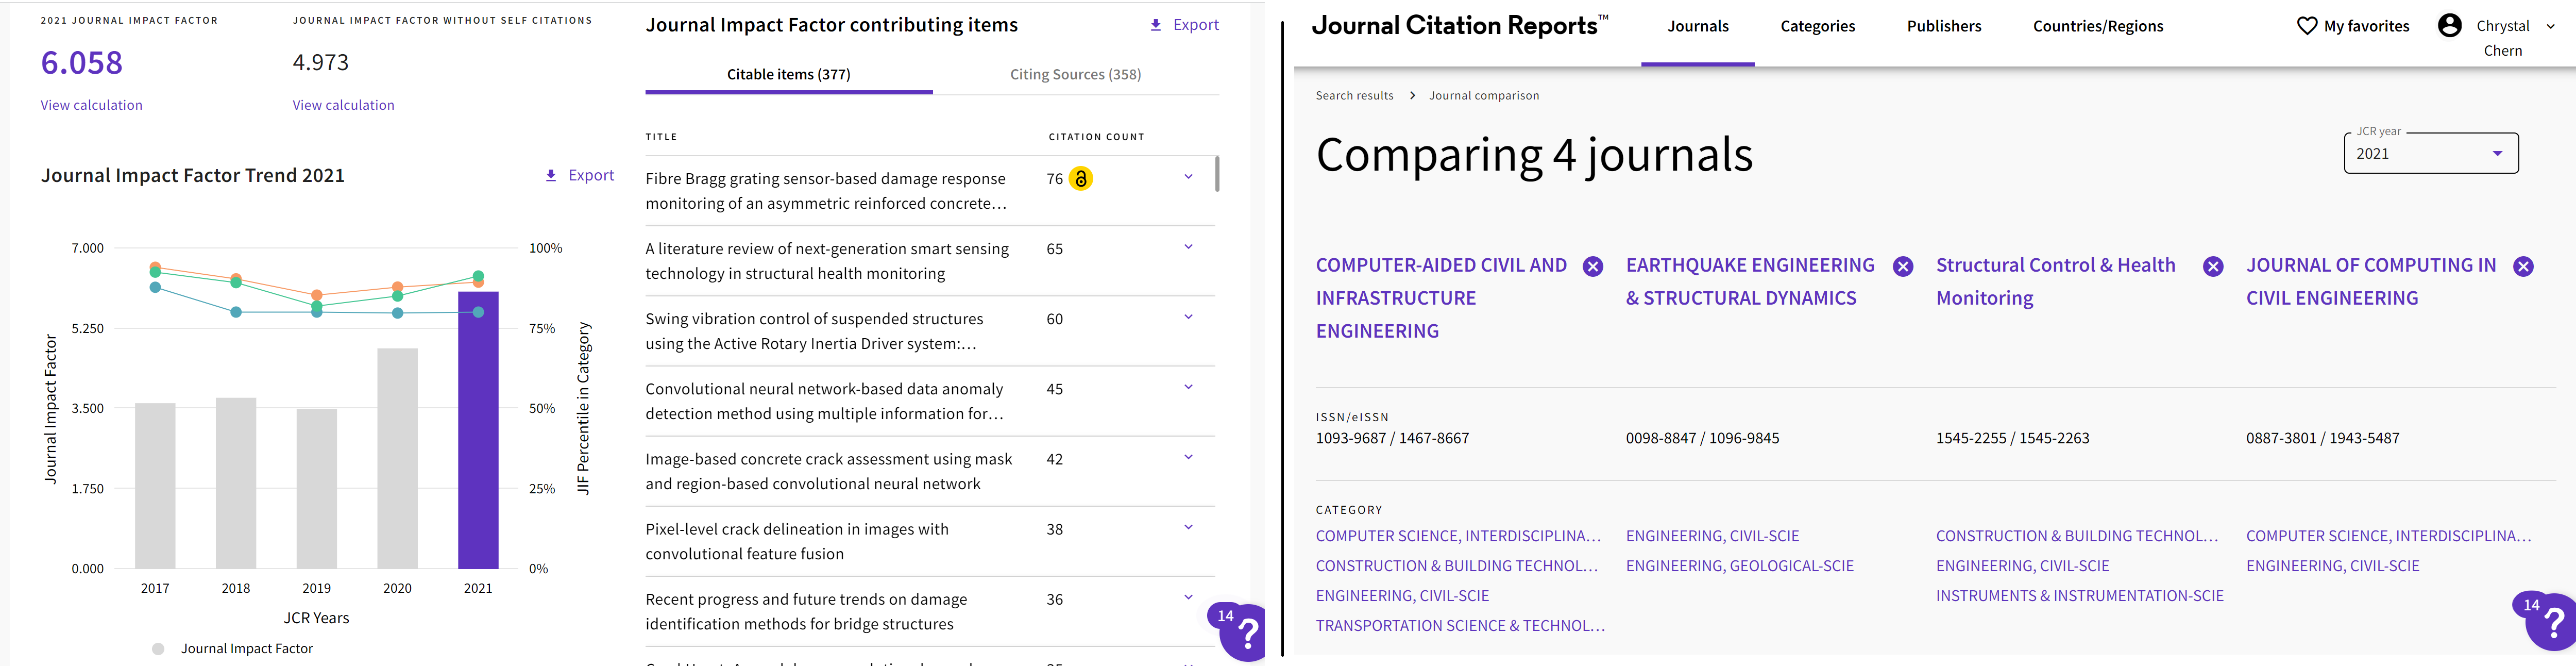 2021 JOURNAL IMPACT FACTOR
6.058
View calculation
JOURNAL IMPACT FACTOR WITHOUT SELF CITATIONS
4.973
View calculation
Journal Impact Factor Trend 2021
Export
7.000
5.250
3.500
1.750
0.000
Journal Impact Factor
100%
75%
50%
25%
0%
JIF Percentile in Category
2017 2018 2019 2020 2021
JCR Years
Journal Impact Factor
Journal Impact Factor contributing items
Export
Citable items (377)
Citing Sources (358)
TITLE CITATION COUNT
Fibre Bragg grating sensor-based damage response 76
monitoring of an asymmetric reinforced concrete…
A literature review of next-generation smart sensing 65
technology in structural health monitoring
Swing vibration control of suspended structures 60
using the Active Rotary Inertia Driver system:…
Convolutional neural network-based data anomaly 45
detection method using multiple information for…
Image-based concrete crack assessment using mask 42
and region-based convolutional neural network
Pixel-level crack delineation in images with 38
convolutional feature fusion
Recent progress and future trends on damage 36
identification methods for bridge structures
14
?
Journal Citation Reports™
Journals
Categories
Publishers
Countries/Regions
My favorites
Chrystal
Chern
Search results > Journal comparison
Comparing 4 journals
JCR year
2021
COMPUTER-AIDED CIVIL AND
INFRASTRUCTURE
ENGINEERING
EARTHQUAKE ENGINEERING
& STRUCTURAL DYNAMICS
Structural Control & Health
Monitoring
JOURNAL OF COMPUTING IN
CIVIL ENGINEERING
ISSN/eISSN
1093-9687 / 1467-8667
0098-8847 / 1096-9845
1545-2255 / 1545-2263
0887-3801 / 1943-5487
CATEGORY
COMPUTER SCIENCE, INTERDISCIPLINA…
CONSTRUCTION & BUILDING TECHNOL…
ENGINEERING, CIVIL-SCIE
TRANSPORTATION SCIENCE & TECHNOL…
ENGINEERING, CIVIL-SCIE
ENGINEERING, GEOLOGICAL-SCIE
CONSTRUCTION & BUILDING TECHNOL…
ENGINEERING, CIVIL-SCIE
INSTRUMENTS & INSTRUMENTATION-SCIE
COMPUTER SCIENCE, INTERDISCIPLINA…
ENGINEERING, CIVIL-SCIE
14
?